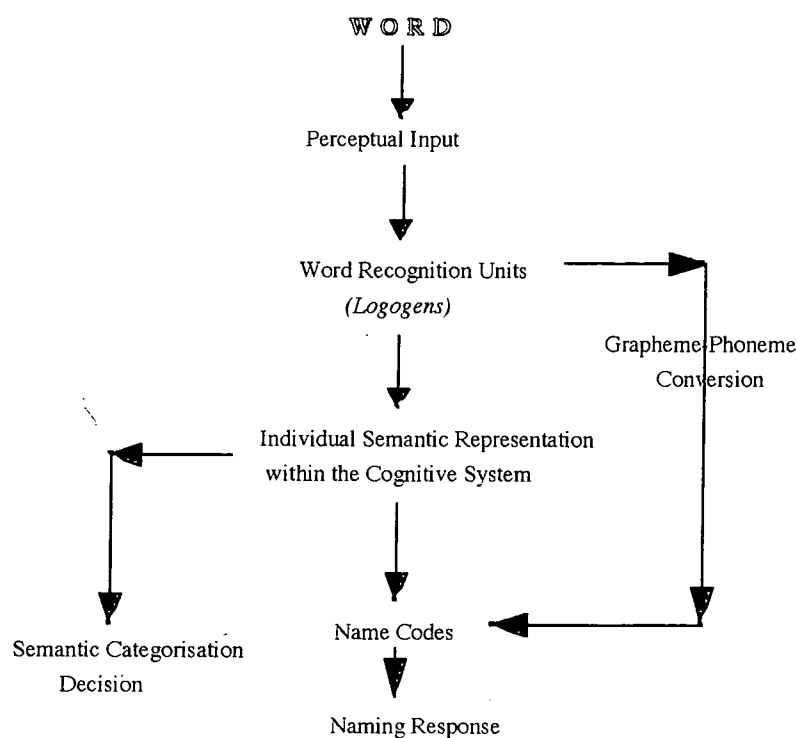 WORD
Perceptual Input
Word Recognition Units
(Logogens)
Grapheme-Phoneme
Conversion
Individual Semantic Representation
within the Cognitive System
Name Codes
Semantic Categorisation
Decision
Naming Response